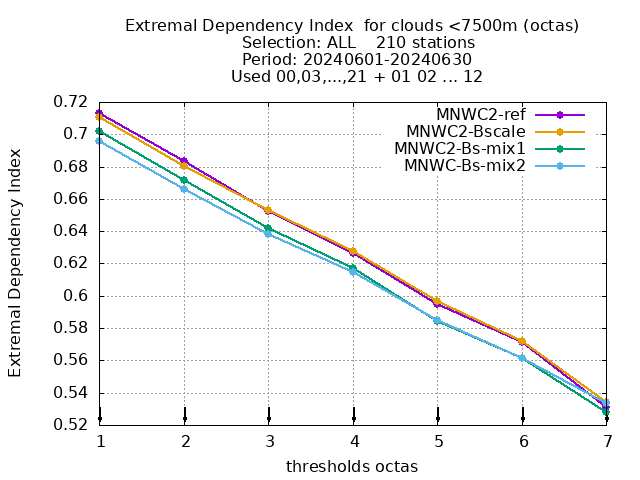 Extremal Dependency Index  for clouds <7500m (octas)
Selection: ALL    210 stations
Period: 20240601-20240630
Used 00,03,...,21 + 01 02 ... 12
MNWC2-ref
MNWC2-Bscale
MNWC2-Bs-mix1
MNWC-Bs-mix2
Extremal Dependency Index
0.72
0.7
0.68
0.66
0.64
0.62
0.6
0.58
0.56
0.54
0.52
1 2 3 4 5 6 7
thresholds octas